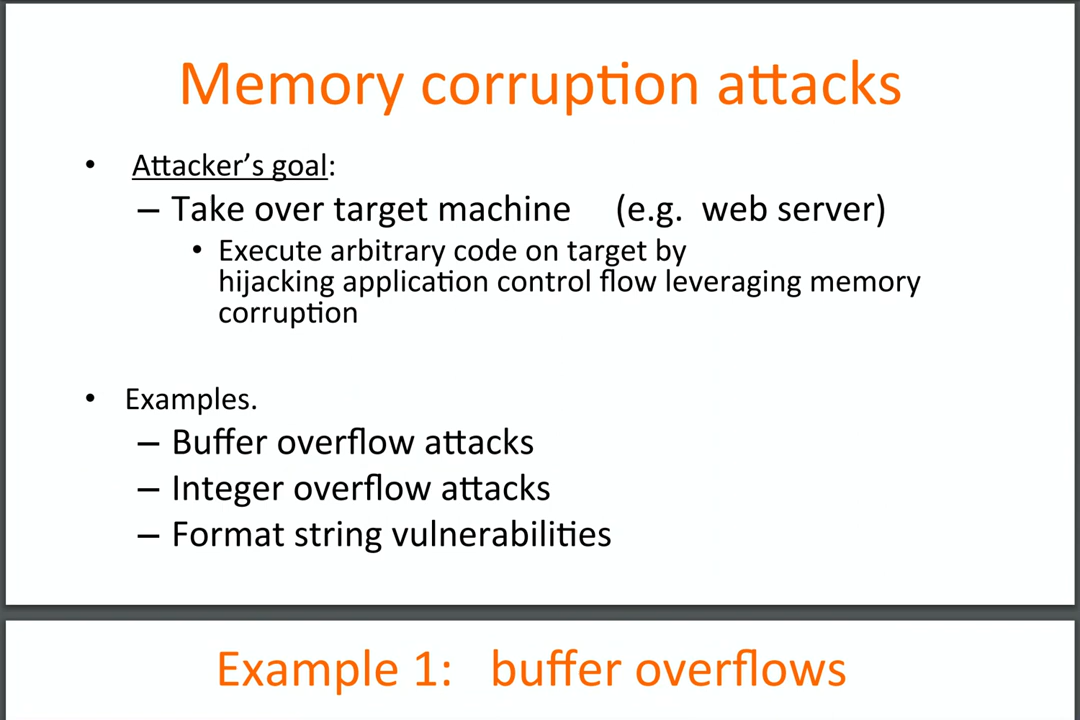 Memory corruption attacks
• Attacker's goal:
– Take over target machine (e.g. web server)
• Execute arbitrary code on target by
hijacking application control flow leveraging memory
corruption
• Examples.
– Buffer overflow attacks
– Integer overflow attacks
– Format string vulnerabilities
Example 1: buffer overflows